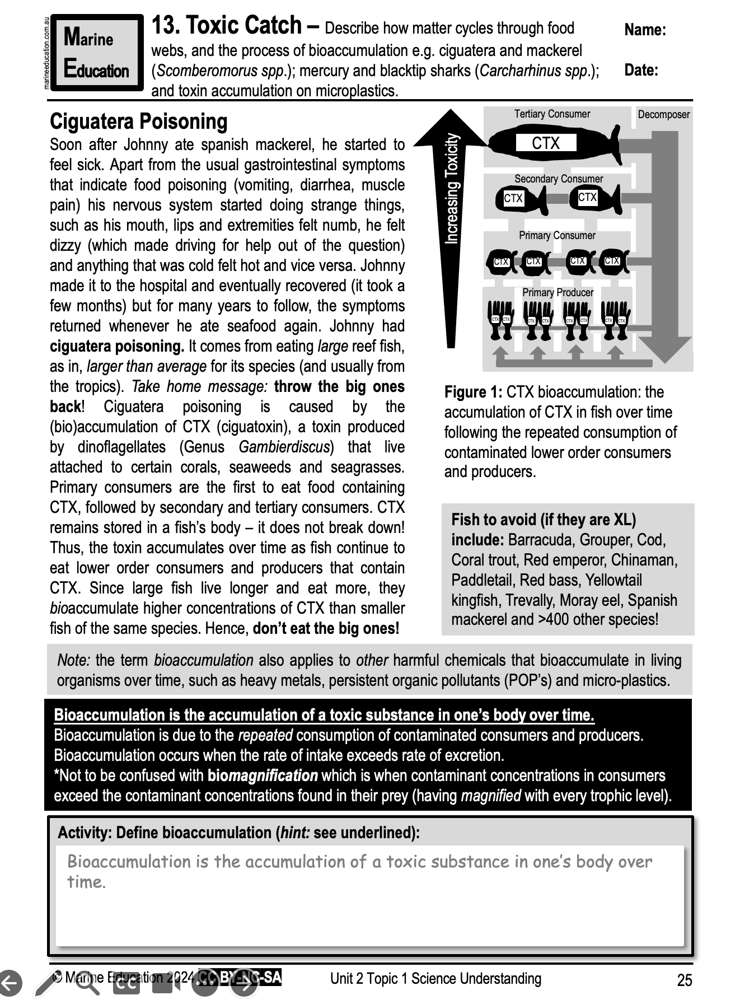 marineeducation.com.au
Marine
Education
13. Toxic Catch – Describe how matter cycles through food
webs, and the process of bioaccumulation e.g. ciguatera and mackerel
(Scomberomorus spp.); mercury and blacktip sharks (Carcharhinus spp.);
and toxin accumulation on microplastics.
Name:
Date:
Ciguatera Poisoning
Soon after Johnny ate spanish mackerel, he started to
feel sick. Apart from the usual gastrointestinal symptoms
that indicate food poisoning (vomiting, diarrhea, muscle
pain) his nervous system started doing strange things,
such as his mouth, lips and extremities felt numb, he felt
dizzy (which made driving for help out of the question)
and anything that was cold felt hot and vice versa. Johnny
made it to the hospital and eventually recovered (it took a
few months) but for many years to follow, the symptoms
returned whenever he ate seafood again. Johnny had
ciguatera poisoning. It comes from eating large reef fish,
as in, larger than average for its species (and usually from
the tropics). Take home message: throw the big ones
back! Ciguatera poisoning is caused by the
(bio)accumulation of CTX (ciguatoxin), a toxin produced
by dinoflagellates (Genus Gambierdiscus) that live
attached to certain corals, seaweeds and seagrasses.
Primary consumers are the first to eat food containing
CTX, followed by secondary and tertiary consumers. CTX
remains stored in a fish's body – it does not break down!
Thus, the toxin accumulates over time as fish continue to
eat lower order consumers and producers that contain
CTX. Since large fish live longer and eat more, they
bioaccumulate higher concentrations of CTX than smaller
fish of the same species. Hence, don't eat the big ones!
Increasing Toxicity
Tertiary Consumer
Decomposer
CTX
Secondary Consumer
CTX CTX
Primary Consumer
CTX CTX CTX CTX
Primary Producer
CTX CTX CTX CTX CTX CTX CTX CTX
Figure 1: CTX bioaccumulation: the
accumulation of CTX in fish over time
following the repeated consumption of
contaminated lower order consumers
and producers.
Fish to avoid (if they are XL)
include: Barracuda, Grouper, Cod,
Coral trout, Red emperor, Chinaman,
Paddletail, Red bass, Yellowtail
kingfish, Trevally, Moray eel, Spanish
mackerel and >400 other species!
Note: the term bioaccumulation also applies to other harmful chemicals that bioaccumulate in living
organisms over time, such as heavy metals, persistent organic pollutants (POP's) and micro-plastics.
Bioaccumulation is the accumulation of a toxic substance in one's body over time.
Bioaccumulation is due to the repeated consumption of contaminated consumers and producers.
Bioaccumulation occurs when the rate of intake exceeds rate of excretion.
*Not to be confused with biomagnification which is when contaminant concentrations in consumers
exceed the contaminant concentrations found in their prey (having magnified with every trophic level).
Activity: Define bioaccumulation (hint: see underlined):
Bioaccumulation is the accumulation of a toxic substance in one's body over
time.
© Marine Education 2024 CC BY-NC-SA
Unit 2 Topic 1 Science Understanding
25
CC